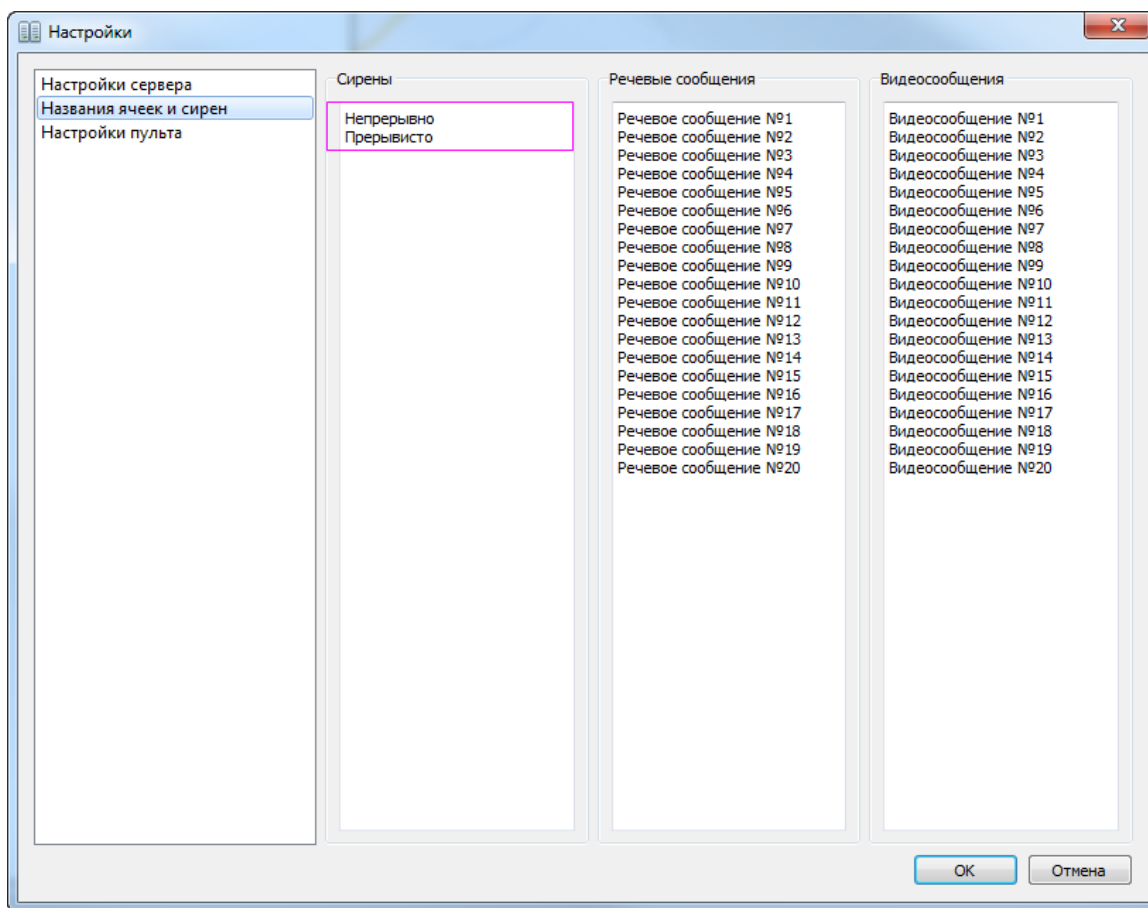 Настройки
Настройки сервера
Названия ячеек и сирен
Настройки пульта
Сирены
Непрерывно
Прерывисто
Речевые сообщения
Речевое сообщение №1
Речевое сообщение №2
Речевое сообщение №3
Речевое сообщение №4
Речевое сообщение №5
Речевое сообщение №6
Речевое сообщение №7
Речевое сообщение №8
Речевое сообщение №9
Речевое сообщение №10
Речевое сообщение №11
Речевое сообщение №12
Речевое сообщение №13
Речевое сообщение №14
Речевое сообщение №15
Речевое сообщение №16
Речевое сообщение №17
Речевое сообщение №18
Речевое сообщение №19
Речевое сообщение №20
Видеосообщения
Видеосообщение №1
Видеосообщение №2
Видеосообщение №3
Видеосообщение №4
Видеосообщение №5
Видеосообщение №6
Видеосообщение №7
Видеосообщение №8
Видеосообщение №9
Видеосообщение №10
Видеосообщение №11
Видеосообщение №12
Видеосообщение №13
Видеосообщение №14
Видеосообщение №15
Видеосообщение №16
Видеосообщение №17
Видеосообщение №18
Видеосообщение №19
Видеосообщение №20
OK
Отмена